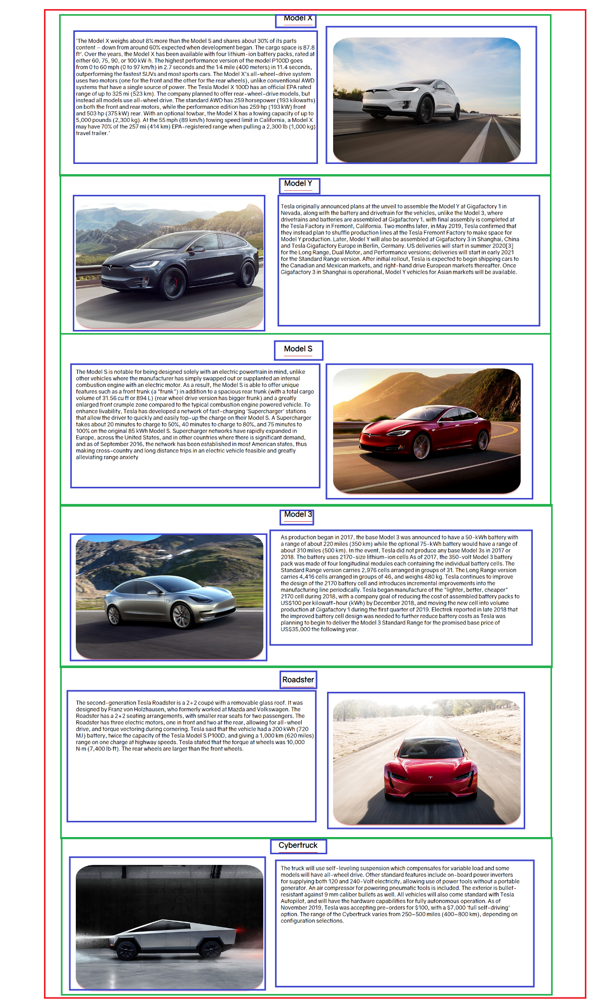 Model X
'The Model X weighs about 8% more than the Model S and shares about 30% of its parts
content – down from around 60% expected when development began. The cargo space is 87.8
ft³. Over the years, the Model X has been available with four lithium-ion battery packs, rated at
either 60, 75, 90, or 100 kW·h. The highest performance version of the model P100D goes
from 0 to 60 mph (0 to 97 km/h) in 2.7 seconds and the 1⁄4 mile (400 meters) in 11.4 seconds,
outperforming the fastest SUVs and most sports cars. The Model X's all-wheel-drive system
uses two motors (one for the front and the other for the rear wheels), unlike conventional AWD
systems that have a single source of power. The Tesla Model X 100D has an official EPA rated
range of up to 325 mi (523 km). The company planned to offer rear-wheel-drive models, but
instead all models use all-wheel drive. The standard AWD has 259 horsepower (193 kilowatts)
on both the front and rear motors, while the performance edition has 259 hp (193 kW) front
and 503 hp (375 kW) rear. With an optional towbar, the Model X has a towing capacity of up to
5,000 pounds (2,300 kg). At the 55 mph (89 km/h) towing speed limit in California, a Model X
may have 70% of the 257 mi (414 km) EPA-registered range when pulling a 2,300 lb (1,000 kg)
travel trailer.'
Model Y
Tesla originally announced plans at the unveil to assemble the Model Y at Gigafactory 1 in
Nevada, along with the battery and drivetrain for the vehicles, unlike the Model 3, where
drivetrains and batteries are assembled at Gigafactory 1, with final assembly is completed at
the Tesla Factory in Fremont, California. Two months later, in May 2019, Tesla confirmed that
they instead plan to shuffle production lines at the Tesla Fremont Factory to make space for
Model Y production. Later, Model Y will also be assembled at Gigafactory 3 in Shanghai, China
and Tesla Gigafactory Europe in Berlin, Germany. US deliveries will start in summer 2020[3]
for the Long Range, Dual Motor, and Performance versions; deliveries will start in early 2021
for the Standard Range version. After initial rollout, Tesla is expected to begin shipping cars to
the Canadian and Mexican markets, and right-hand drive European markets thereafter. Once
Gigafactory 3 in Shanghai is operational, Model Y vehicles for Asian markets will be available.
Model S
The Model S is notable for being designed solely with an electric powertrain in mind, unlike
other vehicles where the manufacturer has simply swapped out or supplanted an internal
combustion engine with an electric motor. As a result, the Model S is able to offer unique
features such as a front trunk (a "frunk") in addition to a spacious rear trunk (with a total cargo
volume of 31.56 cu ft or 894 L) (rear wheel drive version has bigger frunk) and a greatly
enlarged front crumple zone compared to the typical combustion engine powered vehicle. To
enhance livability, Tesla has developed a network of fast-charging 'Supercharger' stations
that allow the driver to quickly and easily top-up the charge on their Model S. A Supercharger
takes about 20 minutes to charge to 50%, 40 minutes to charge to 80%, and 75 minutes to
100% on the original 85 kWh Model S. Supercharger networks have rapidly expanded in
Europe, across the United States, and in other countries where there is significant demand,
and as of September 2016, the network has been established in most American states, thus
making cross-country and long distance trips in an electric vehicle feasible and greatly
alleviating range anxiety
Model 3
As production began in 2017, the base Model 3 was announced to have a 50-kWh battery with
a range of about 220 miles (350 km) while the optional 75-kWh battery would have a range of
about 310 miles (500 km). In the event, Tesla did not produce any base Model 3s in 2017 or
2018. The battery uses 2170-size lithium-ion cells As of 2017, the 350-volt Model 3 battery
pack was made of four longitudinal modules each containing the individual battery cells. The
Standard Range version carries 2,976 cells arranged in groups of 31. The Long Range version
carries 4,416 cells arranged in groups of 46, and weighs 480 kg. Tesla continues to improve
the design of the 2170 battery cell and introduces incremental improvements into the
manufacturing line periodically. Tesla began manufacture of the "lighter, better, cheaper"
2170 cell during 2018, with a company goal of reducing the cost of assembled battery packs to
US$100 per kilowatt-hour (kWh) by December 2018, and moving the new cell into volume
production at Gigafactory 1 during the first quarter of 2019. Electrek reported in late 2018 that
the improved battery cell design was needed to further reduce battery costs as Tesla was
planning to begin to deliver the Model 3 Standard Range for the promised base price of
US$35,000 the following year.
Roadster
The second-generation Tesla Roadster is a 2+2 coupé with a removable glass roof. It was
designed by Franz von Holzhausen, who formerly worked at Mazda and Volkswagen. The
Roadster has a 2+2 seating arrangements, with smaller rear seats for two passengers. The
Roadster has three electric motors, one in front and two at the rear, allowing for all-wheel
drive, and torque vectoring during cornering. Tesla said that the vehicle had a 200 kWh (720
MJ) battery, twice the capacity of the Tesla Model S P100D, and giving a 1,000 km (620 miles)
range on one charge at highway speeds. Tesla stated that the torque at wheels was 10,000
N·m (7,400 lb·ft). The rear wheels are larger than the front wheels.
Cybertruck
The truck will use self-leveling suspension which compensates for variable load and some
models will have all-wheel drive. Other standard features include on-board power inverters
for supplying both 120 and 240-Volt electricity, allowing use of power tools without a portable
generator. An air compressor for powering pneumatic tools is included. The exterior is bullet-
resistant against 9 mm caliber bullets as well. All vehicles will also come standard with Tesla
Autopilot, and will have the hardware capabilities for fully autonomous operation. As of
November 2019, Tesla was accepting pre-orders for $100, with a $7,000 'full self-driving'
option. The range of the Cybertruck varies from 250–500 miles (400–800 km), depending on
configuration selections.